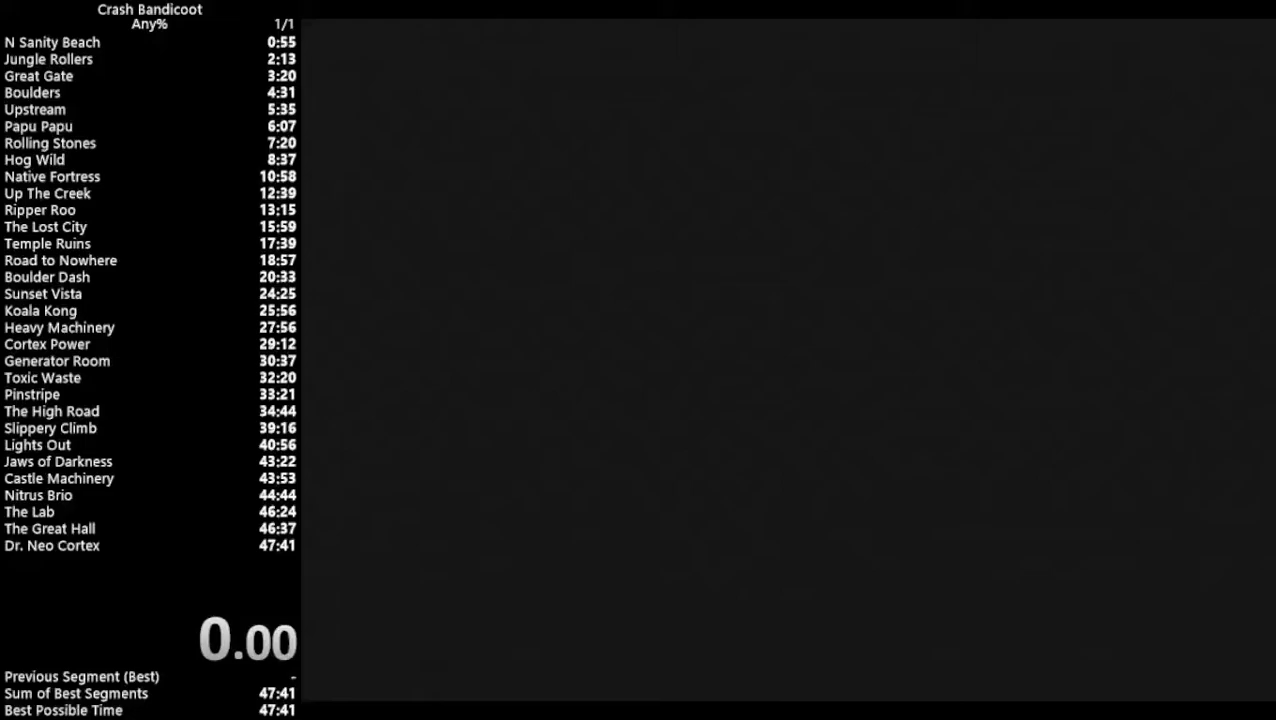 Crash Bandicoot
Any% 1/1
N Sanity Beach 0:55
Jungle Rollers 2:13
Great Gate 3:20
Boulders 4:31
Upstream 5:35
Papu Papu 6:07
Rolling Stones 7:20
Hog Wild 8:37
Native Fortress 10:58
Up The Creek 12:39
Ripper Roo 13:15
The Lost City 15:59
Temple Ruins 17:39
Road to Nowhere 18:57
Boulder Dash 20:33
Sunset Vista 24:25
Koala Kong 25:56
Heavy Machinery 27:56
Cortex Power 29:12
Generator Room 30:37
Toxic Waste 32:20
Pinstripe 33:21
The High Road 34:44
Slippery Climb 39:16
Lights Out 40:56
Jaws of Darkness 43:22
Castle Machinery 43:53
Nitrus Brio 44:44
The Lab 46:24
The Great Hall 46:37
Dr. Neo Cortex 47:41
0.00
Previous Segment (Best) -
Sum of Best Segments 47:41
Best Possible Time 47:41